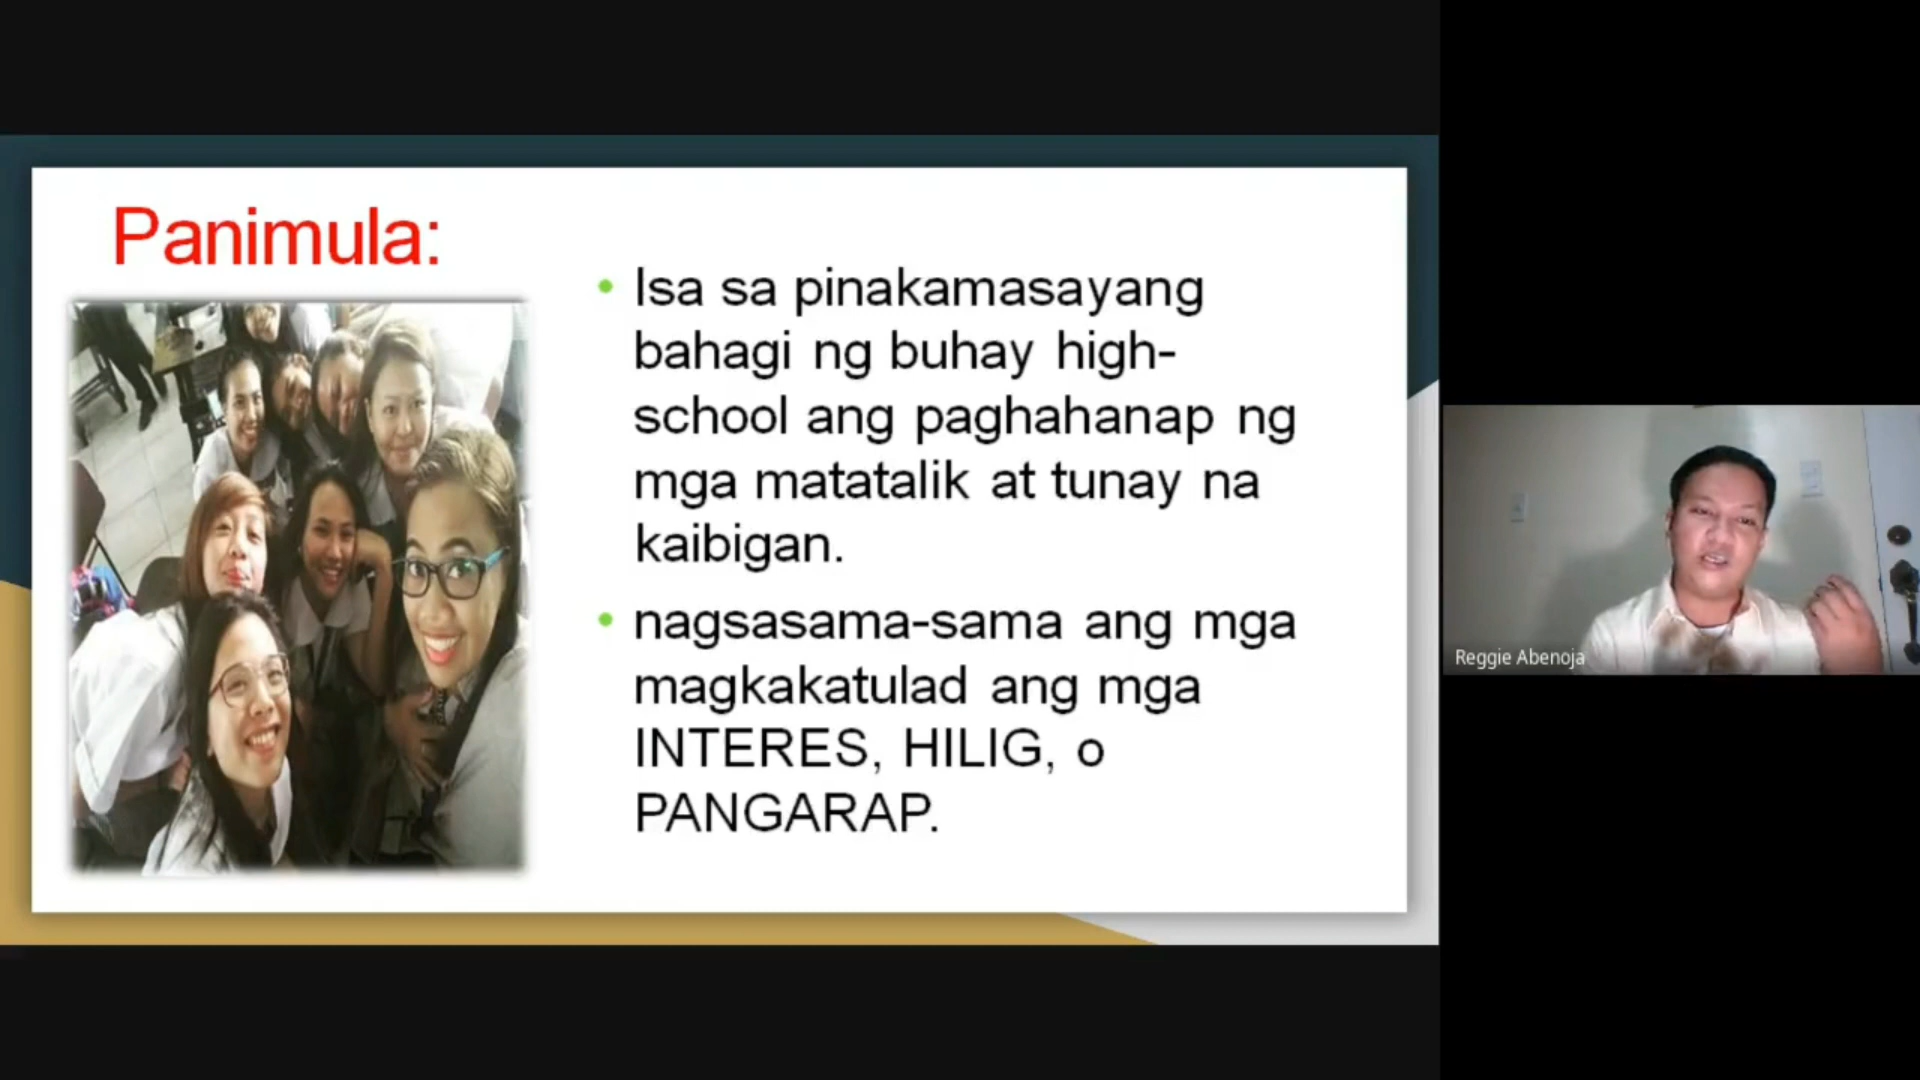 Panimula:
Isa sa pinakamasayang
bahagi ng buhay high-
school ang paghahanap ng
mga matatalik at tunay na
kaibigan.
nagsasama-sama ang mga
magkakatulad ang mga
INTERES, HILIG, o
PANGARAP.
Reggie Abenoja